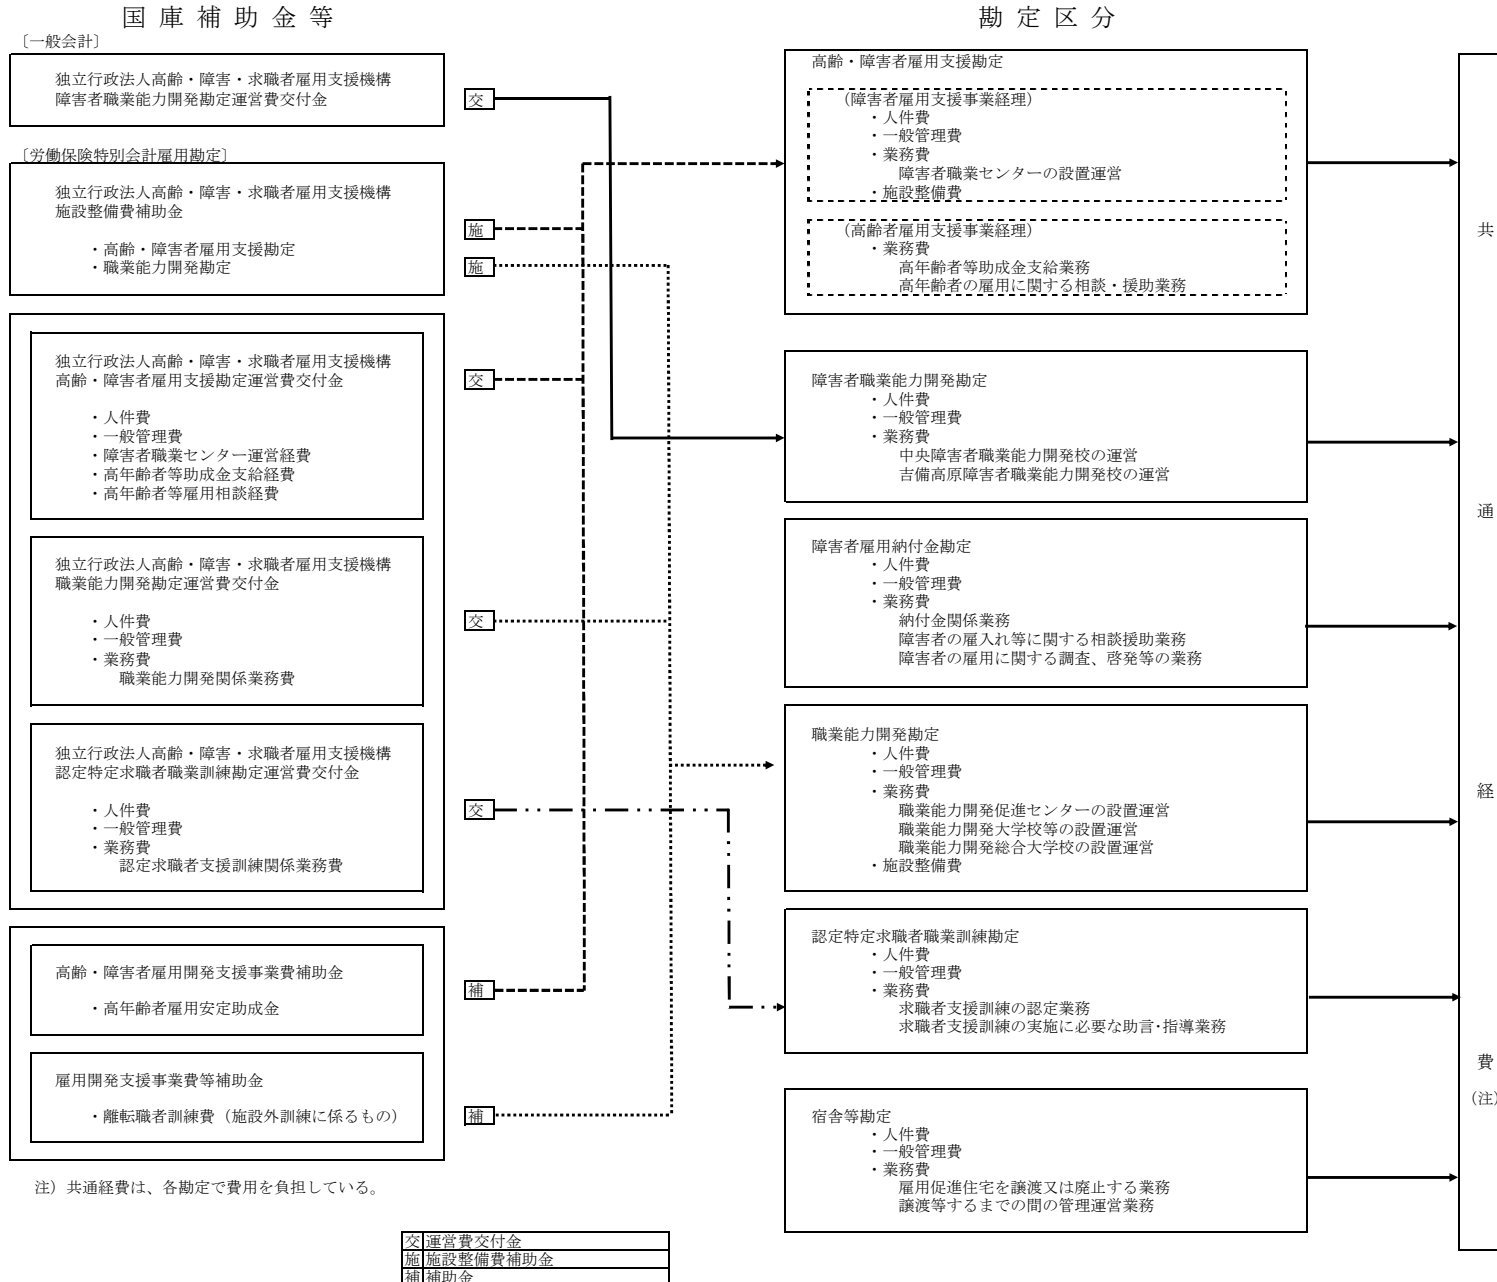 国庫補助金等
〔一般会計〕
独立行政法人高齢・障害・求職者雇用支援機構
障害者職業能力開発勘定運営費交付金
交
〔労働保険特別会計雇用勘定〕
独立行政法人高齢・障害・求職者雇用支援機構
施設整備費補助金
・高齢・障害者雇用支援勘定
・職業能力開発勘定
施
施
独立行政法人高齢・障害・求職者雇用支援機構
高齢・障害者雇用支援勘定運営費交付金
・人件費
・一般管理費
・障害者職業センター運営経費
・高年齢者等助成金支給経費
・高年齢者等雇用相談経費
交
独立行政法人高齢・障害・求職者雇用支援機構
職業能力開発勘定運営費交付金
・人件費
・一般管理費
・業務費
職業能力開発関係業務費
交
独立行政法人高齢・障害・求職者雇用支援機構
認定特定求職者職業訓練勘定運営費交付金
・人件費
・一般管理費
・業務費
認定求職者支援訓練関係業務費
交
高齢・障害者雇用開発支援事業費補助金
・高年齢者雇用安定助成金
補
雇用開発支援事業費等補助金
・離転職者訓練費（施設外訓練に係るもの）
補
注）共通経費は、各勘定で費用を負担している。
勘定区分
高齢・障害者雇用支援勘定
（障害者雇用支援事業経理）
・人件費
・一般管理費
・業務費
障害者職業センターの設置運営
・施設整備費
（高齢者雇用支援事業経理）
・業務費
高年齢者等助成金支給業務
高年齢者の雇用に関する相談・援助業務
障害者職業能力開発勘定
・人件費
・一般管理費
・業務費
中央障害者職業能力開発校の運営
吉備高原障害者職業能力開発校の運営
障害者雇用納付金勘定
・人件費
・一般管理費
・業務費
納付金関係業務
障害者の雇入れ等に関する相談援助業務
障害者の雇用に関する調査、啓発等の業務
職業能力開発勘定
・人件費
・一般管理費
・業務費
職業能力開発促進センターの設置運営
職業能力開発大学校等の設置運営
職業能力開発総合大学校の設置運営
・施設整備費
認定特定求職者職業訓練勘定
・人件費
・一般管理費
・業務費
求職者支援訓練の認定業務
求職者支援訓練の実施に必要な助言・指導業務
宿舎等勘定
・人件費
・一般管理費
・業務費
雇用促進住宅を譲渡又は廃止する業務
譲渡等するまでの間の管理運営業務
共
通
経
費
（注）
交 運営費交付金
施 施設整備費補助金
補 補助金